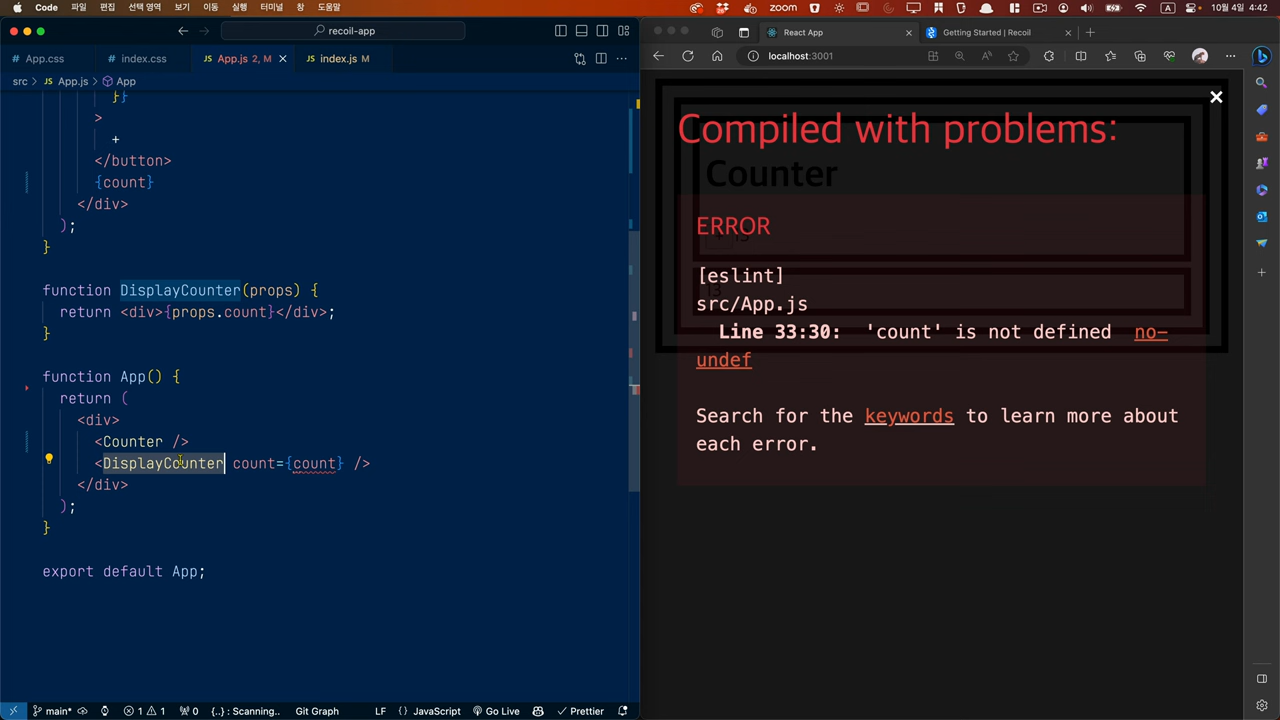 Code 파일 편집 선택 영역 보기 이동 실행 터미널 창 도움말
zoom
10월 4일 4:42
recoil-app
App.css
index.css
App.js 2, M
index.js M
src > App.js > App
}}
>
+
</button>
{count}
</div>
);
}
function DisplayCounter(props) {
return <div>{props.count}</div>;
}
function App() {
return (
<div>
<Counter />
<DisplayCounter count={count} />
</div>
);
}
export default App;
main*
1 1
0
{..} : Scanning..
Git Graph
LF
JavaScript
Go Live
Prettier
React App
Getting Started | Recoil
localhost:3001
Compiled with problems:
Counter
ERROR
[eslint]
src/App.js
Line 33:30: 'count' is not defined no-
undef
Search for the keywords to learn more about
each error.